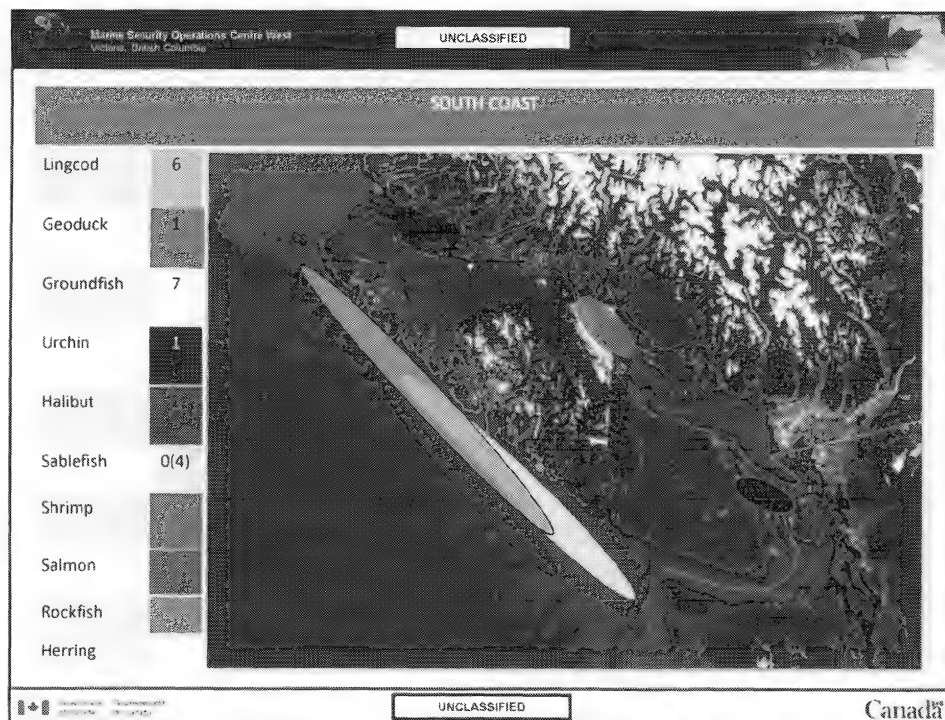 Marine Security Operations Centre West
Victoria, British Columbia
UNCLASSIFIED
SOUTH COAST
Lingcod 6
Geoduck 1
Groundfish 7
Urchin 1
Halibut
Sablefish 0(4)
Shrimp
Salmon
Rockfish
Herring
UNCLASSIFIED
Canada